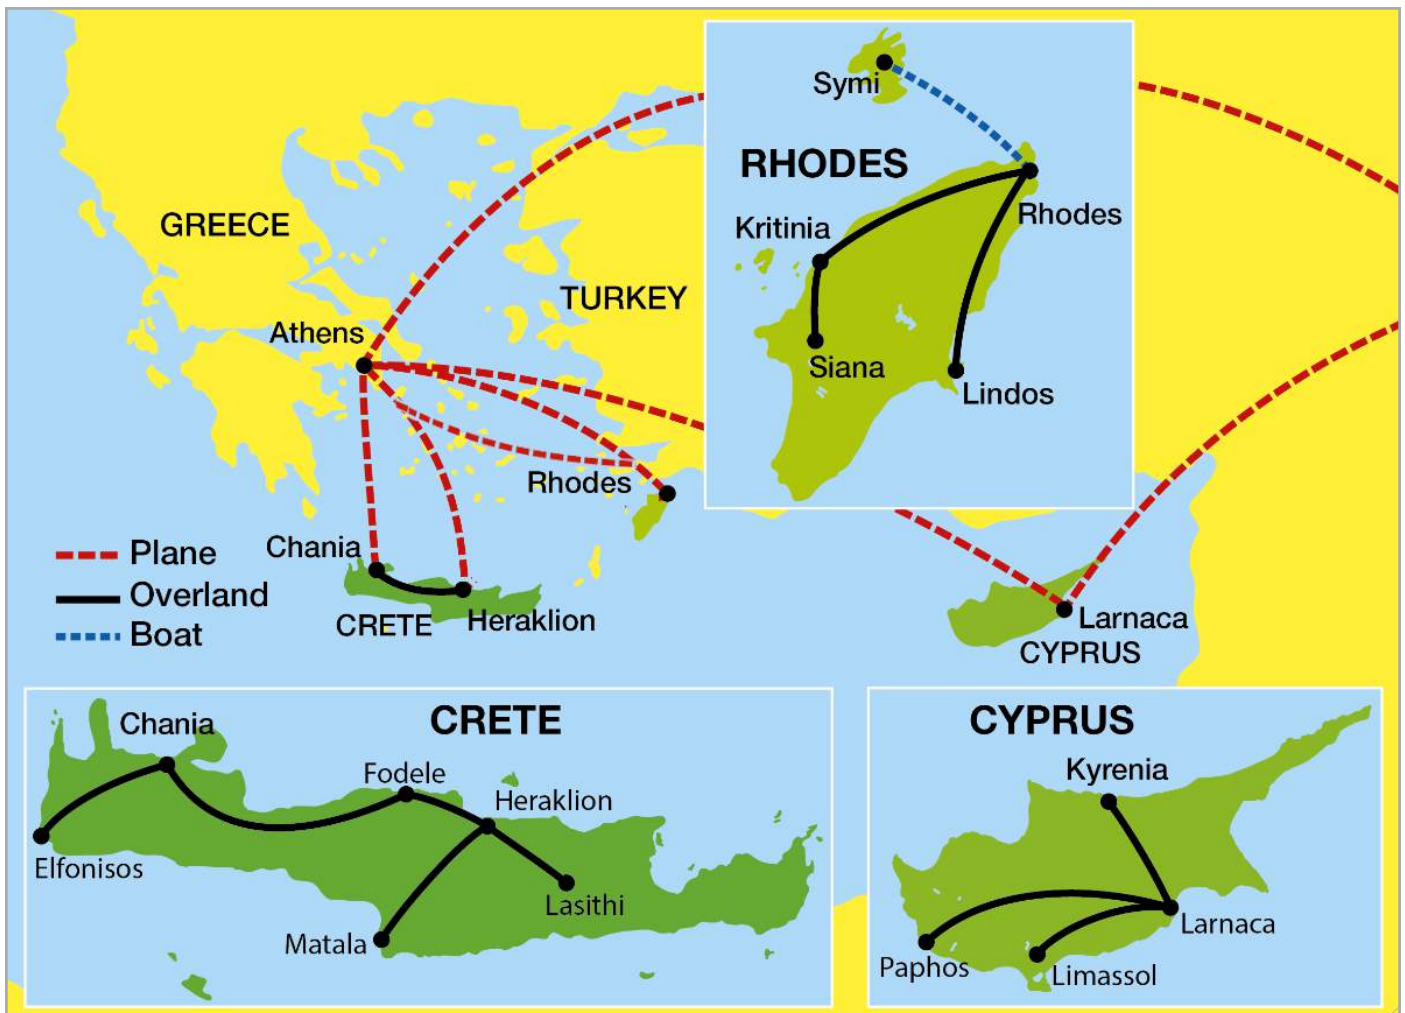 Symi
RHODES
Rhodes
Kritinia
Siana
Lindos
GREECE
TURKEY
Athens
Rhodes
Chania
CRETE
Heraklion
Larnaca
CYPRUS
Plane
Overland
Boat
CRETE
Chania
Fodele
Heraklion
Elfonisos
Lasithi
Matala
CYPRUS
Kyrenia
Larnaca
Paphos
Limassol